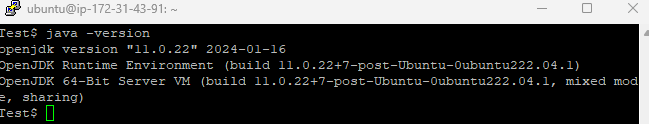 ubuntu@ip-172-31-43-91: ~
Test$ java -version
openjdk version "11.0.22" 2024-01-16
OpenJDK Runtime Environment (build 11.0.22+7-post-Ubuntu-0ubuntu222.04.1)
OpenJDK 64-Bit Server VM (build 11.0.22+7-post-Ubuntu-0ubuntu222.04.1, mixed mod
e, sharing)
Test$